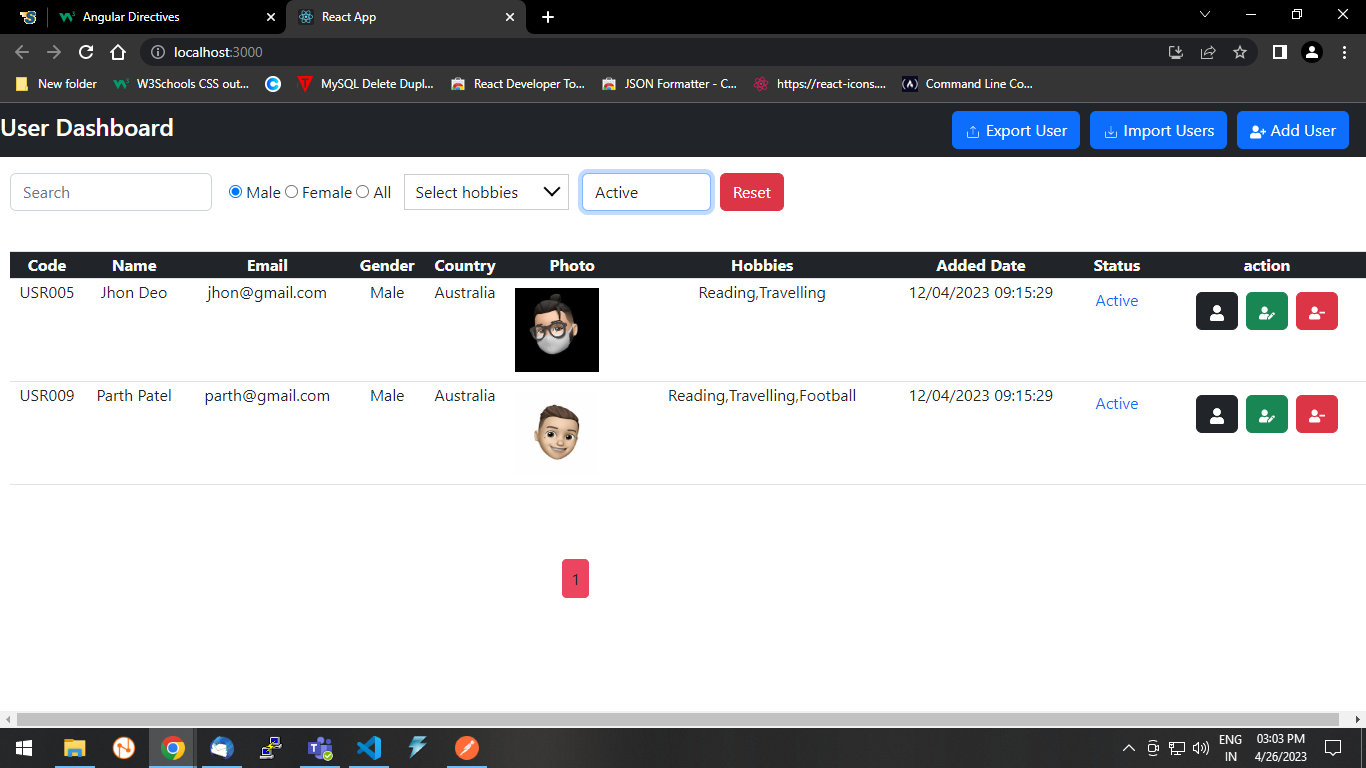 Angular Directives
React App
localhost:3000
New folder
W3Schools CSS out...
MySQL Delete Dupl...
React Developer To...
JSON Formatter - C...
https://react-icons....
Command Line Co...
User Dashboard
Export User
Import Users
Add User
Search
Male Female All
Select hobbies
Active
Reset
Code Name Email Gender Country Photo Hobbies Added Date Status action
USR005 Jhon Deo jhon@gmail.com Male Australia Reading,Travelling 12/04/2023 09:15:29 Active
USR009 Parth Patel parth@gmail.com Male Australia Reading,Travelling,Football 12/04/2023 09:15:29 Active
1
ENG
IN
03:03 PM
4/26/2023